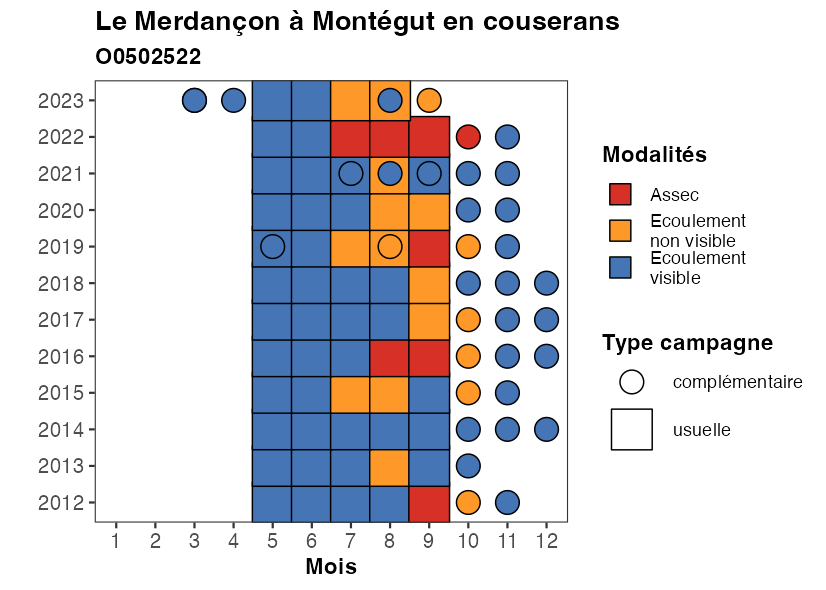 Le Merdançon à Montégut en couserans
O0502522
2023
2022
2021
2020
2019
2018
2017
2016
2015
2014
2013
2012
1 2 3 4 5 6 7 8 9 10 11 12
Mois
Modalités
Assec
Ecoulement
non visible
Ecoulement
visible
Type campagne
complémentaire
usuelle